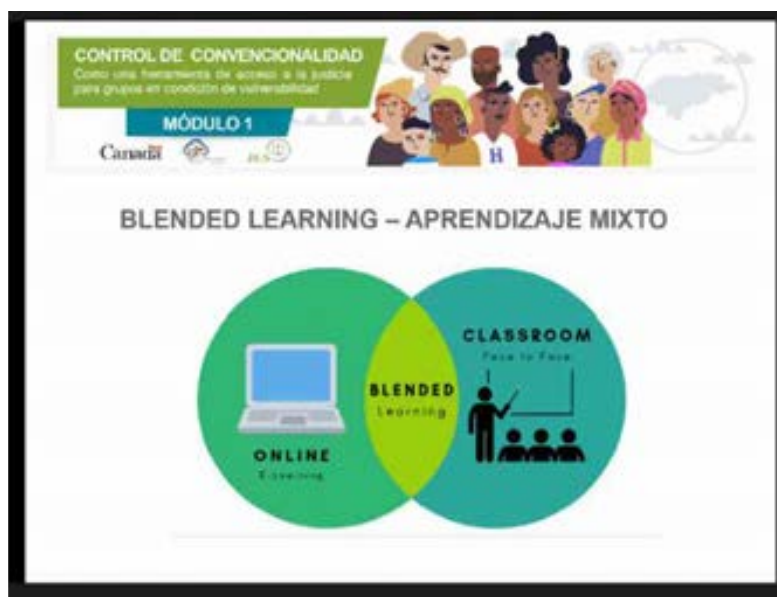 CONTROL DE CONVENCIONALIDAD
Como una herramienta de acceso a la justicia
para grupos en condición de vulnerabilidad
MÓDULO 1
Canada
H
BLENDED LEARNING – APRENDIZAJE MIXTO
CLASSROOM
Face to Face
BLENDED
Learning
ONLINE
E-Learning